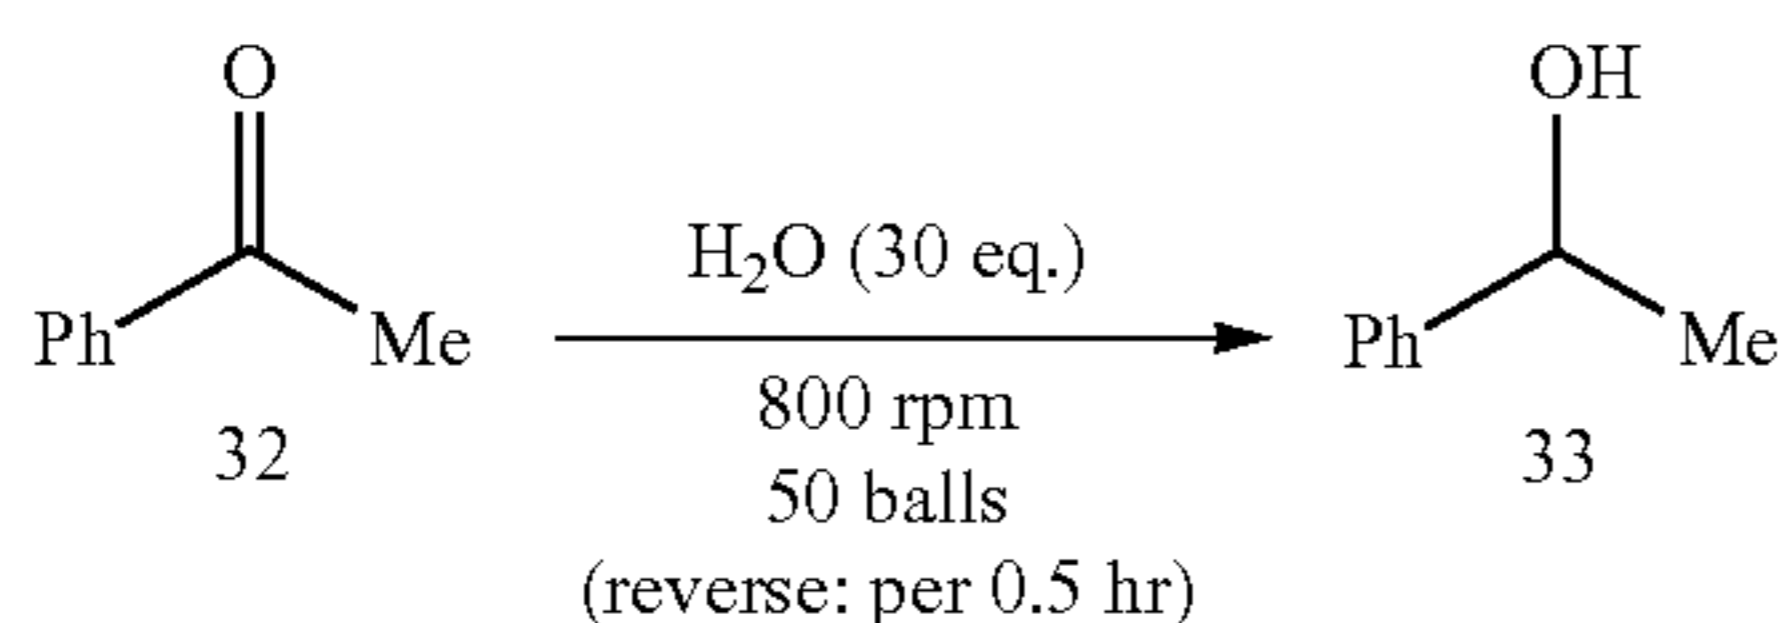 O
Ph
Me
32
H₂O (30 eq.)
800 rpm
50 balls
(reverse: per 0.5 hr)
OH
Ph
Me
33